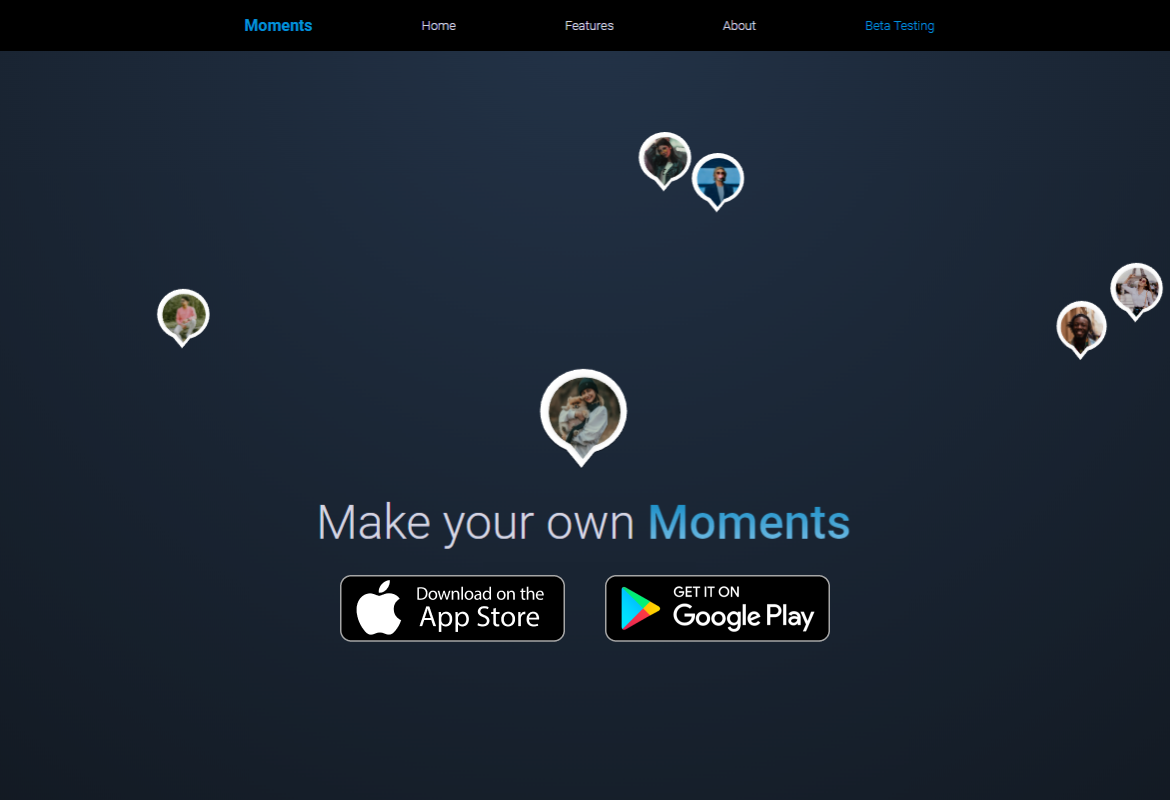 Moments
Home
Features
About
Beta Testing
Make your own Moments
Download on the
App Store
GET IT ON
Google Play